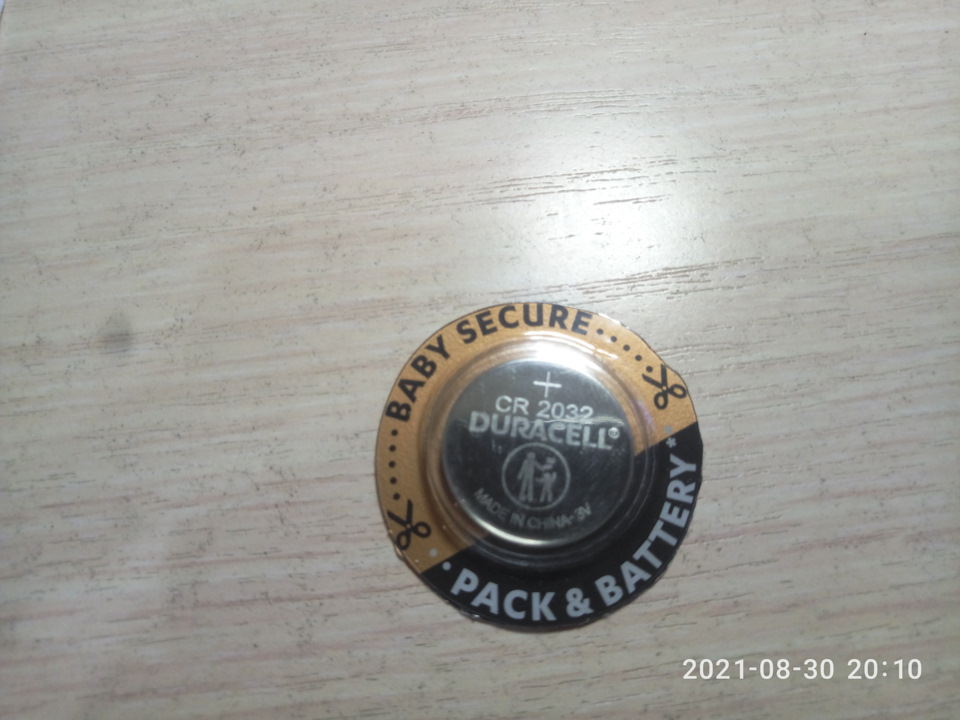 BABY SECURE
+
CR 2032
DURACELL®
MADE IN CHINA-3V
PACK & BATTERY*
2021-08-30 20:10